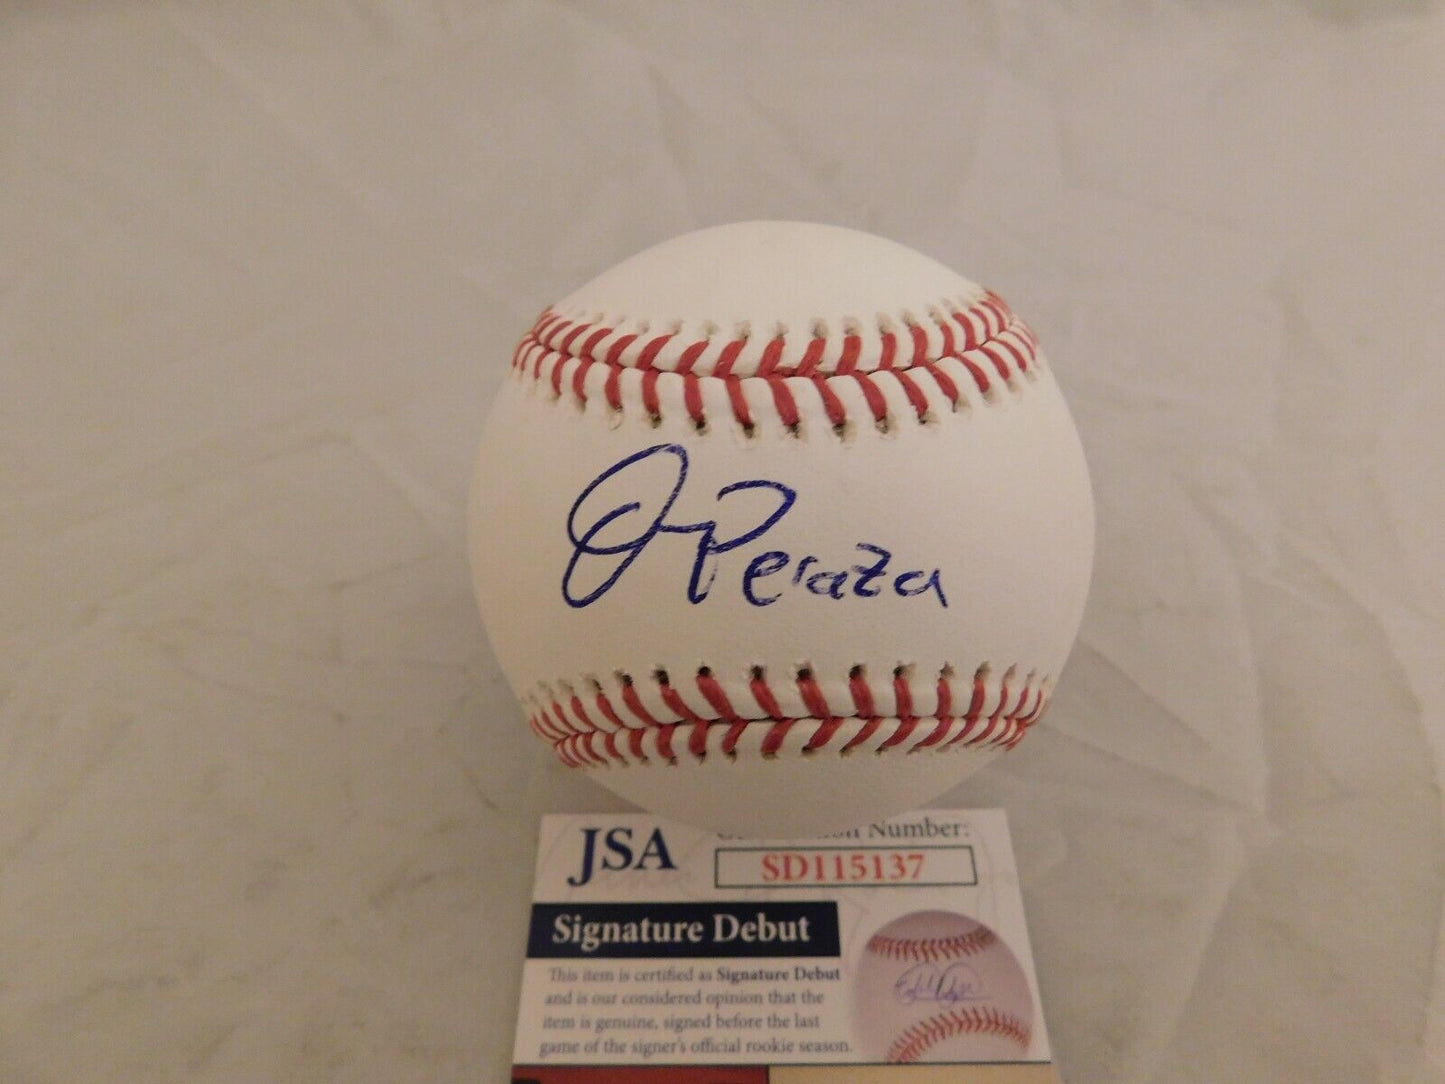 O Peraza
JSA
Number:
SD115137
Signature Debut
This item is certified as Signature Debut
and is our considered opinion that the
item is genuine, signed before the last
game of the signer's official rookie season.